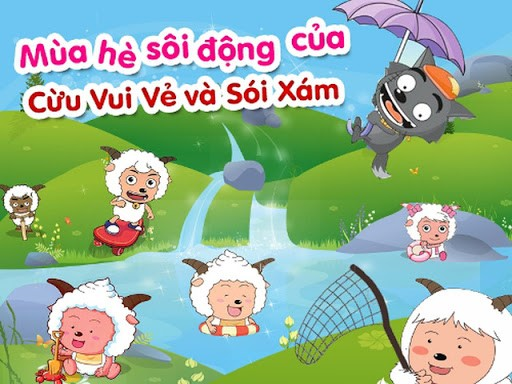 Mùa hè sôi động của
Cừu Vui Vẻ và Sói Xám